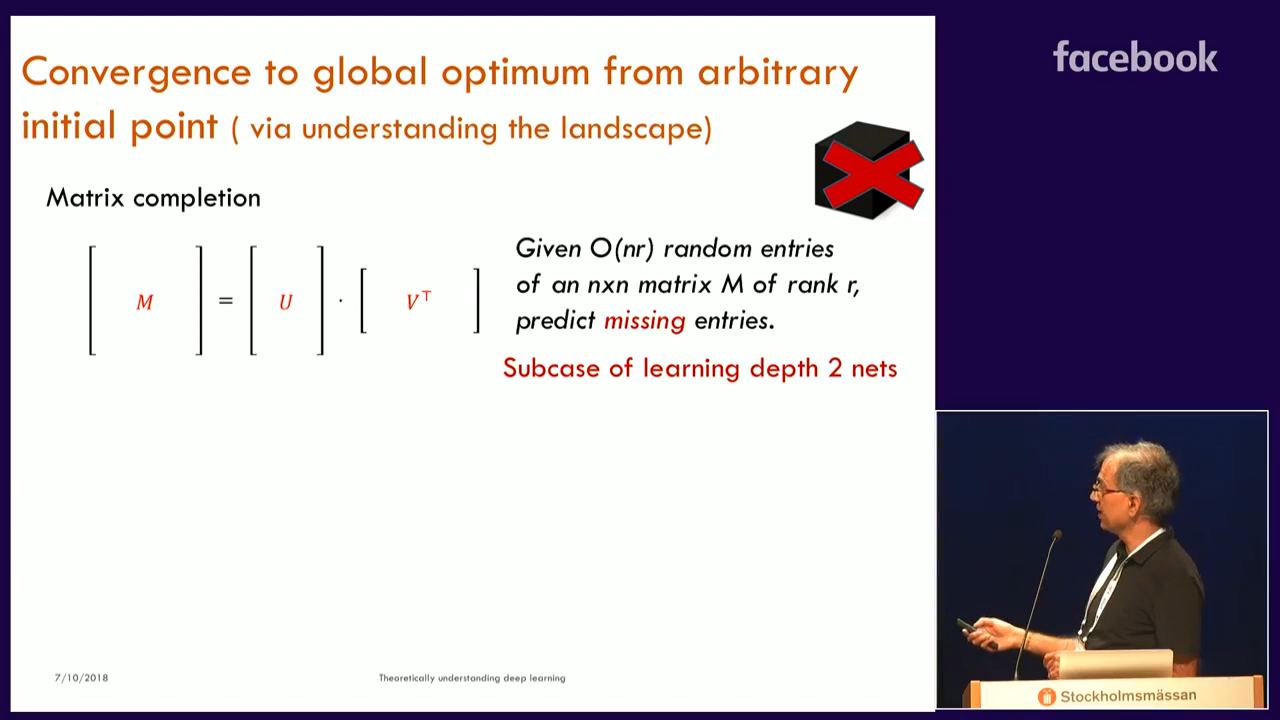 Convergence to global optimum from arbitrary
initial point ( via understanding the landscape)
facebook
Matrix completion
M = U · V⊤
Given O(nr) random entries
of an nxn matrix M of rank r,
predict missing entries.
Subcase of learning depth 2 nets
7/10/2018
Theoretically understanding deep learning
Stockholmsmässan